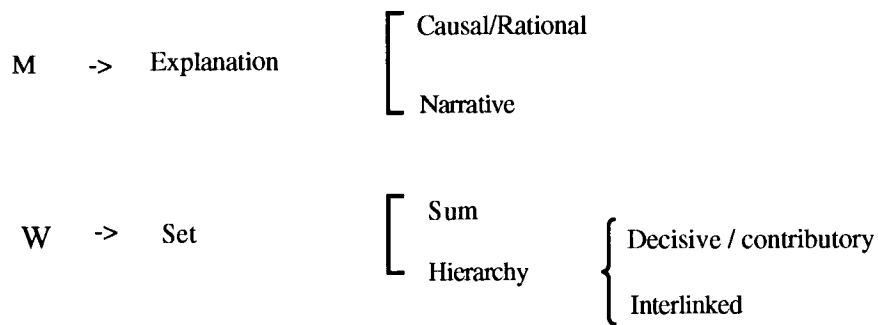 Causal/Rational
M -> Explanation
Narrative
Sum
W -> Set
Decisive / contributory
Hierarchy
Interlinked